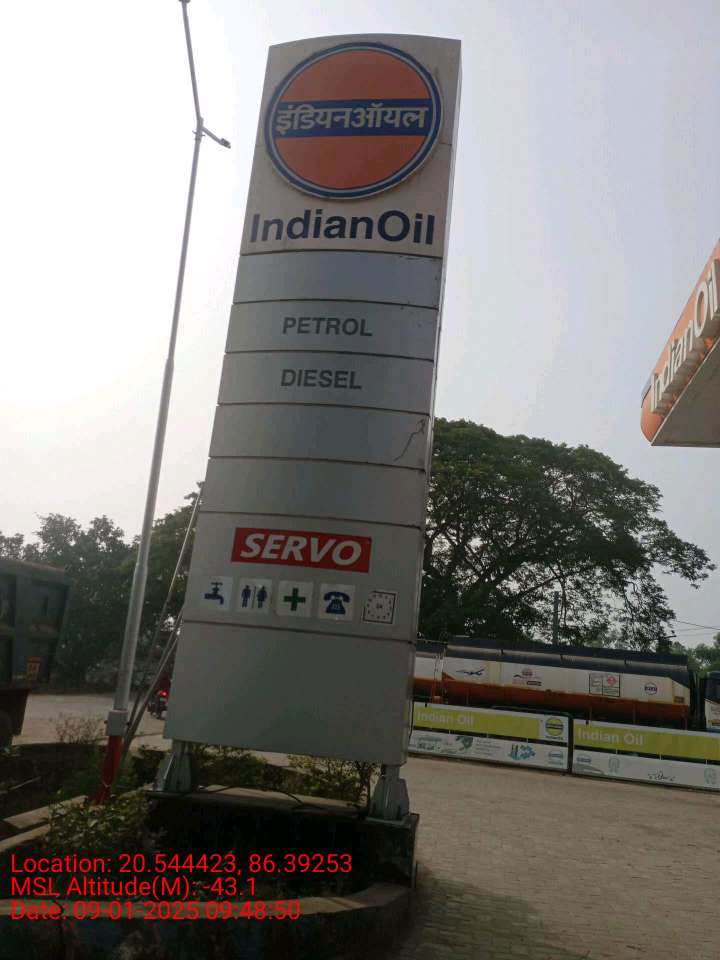 इंडियनऑयल
IndianOil
IndianOil
PETROL
DIESEL
SERVO
24
Indian Oil
Indian Oil
Location: 20.544423, 86.39253
MSL Altitude(M): -43.1
Date: 09-01-2025 09:48:50